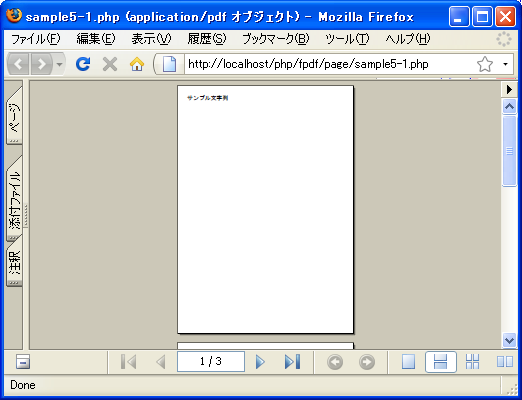 sample5-1.php (application/pdf オブジェクト) - Mozilla Firefox
ファイル(F) 編集(E) 表示(V) 履歴(S) ブックマーク(B) ツール(T) ヘルプ(H)
http://localhost/php/fpdf/page/sample5-1.php
ページ
添付ファイル
注釈
サンプル文字列
1 / 3
Done